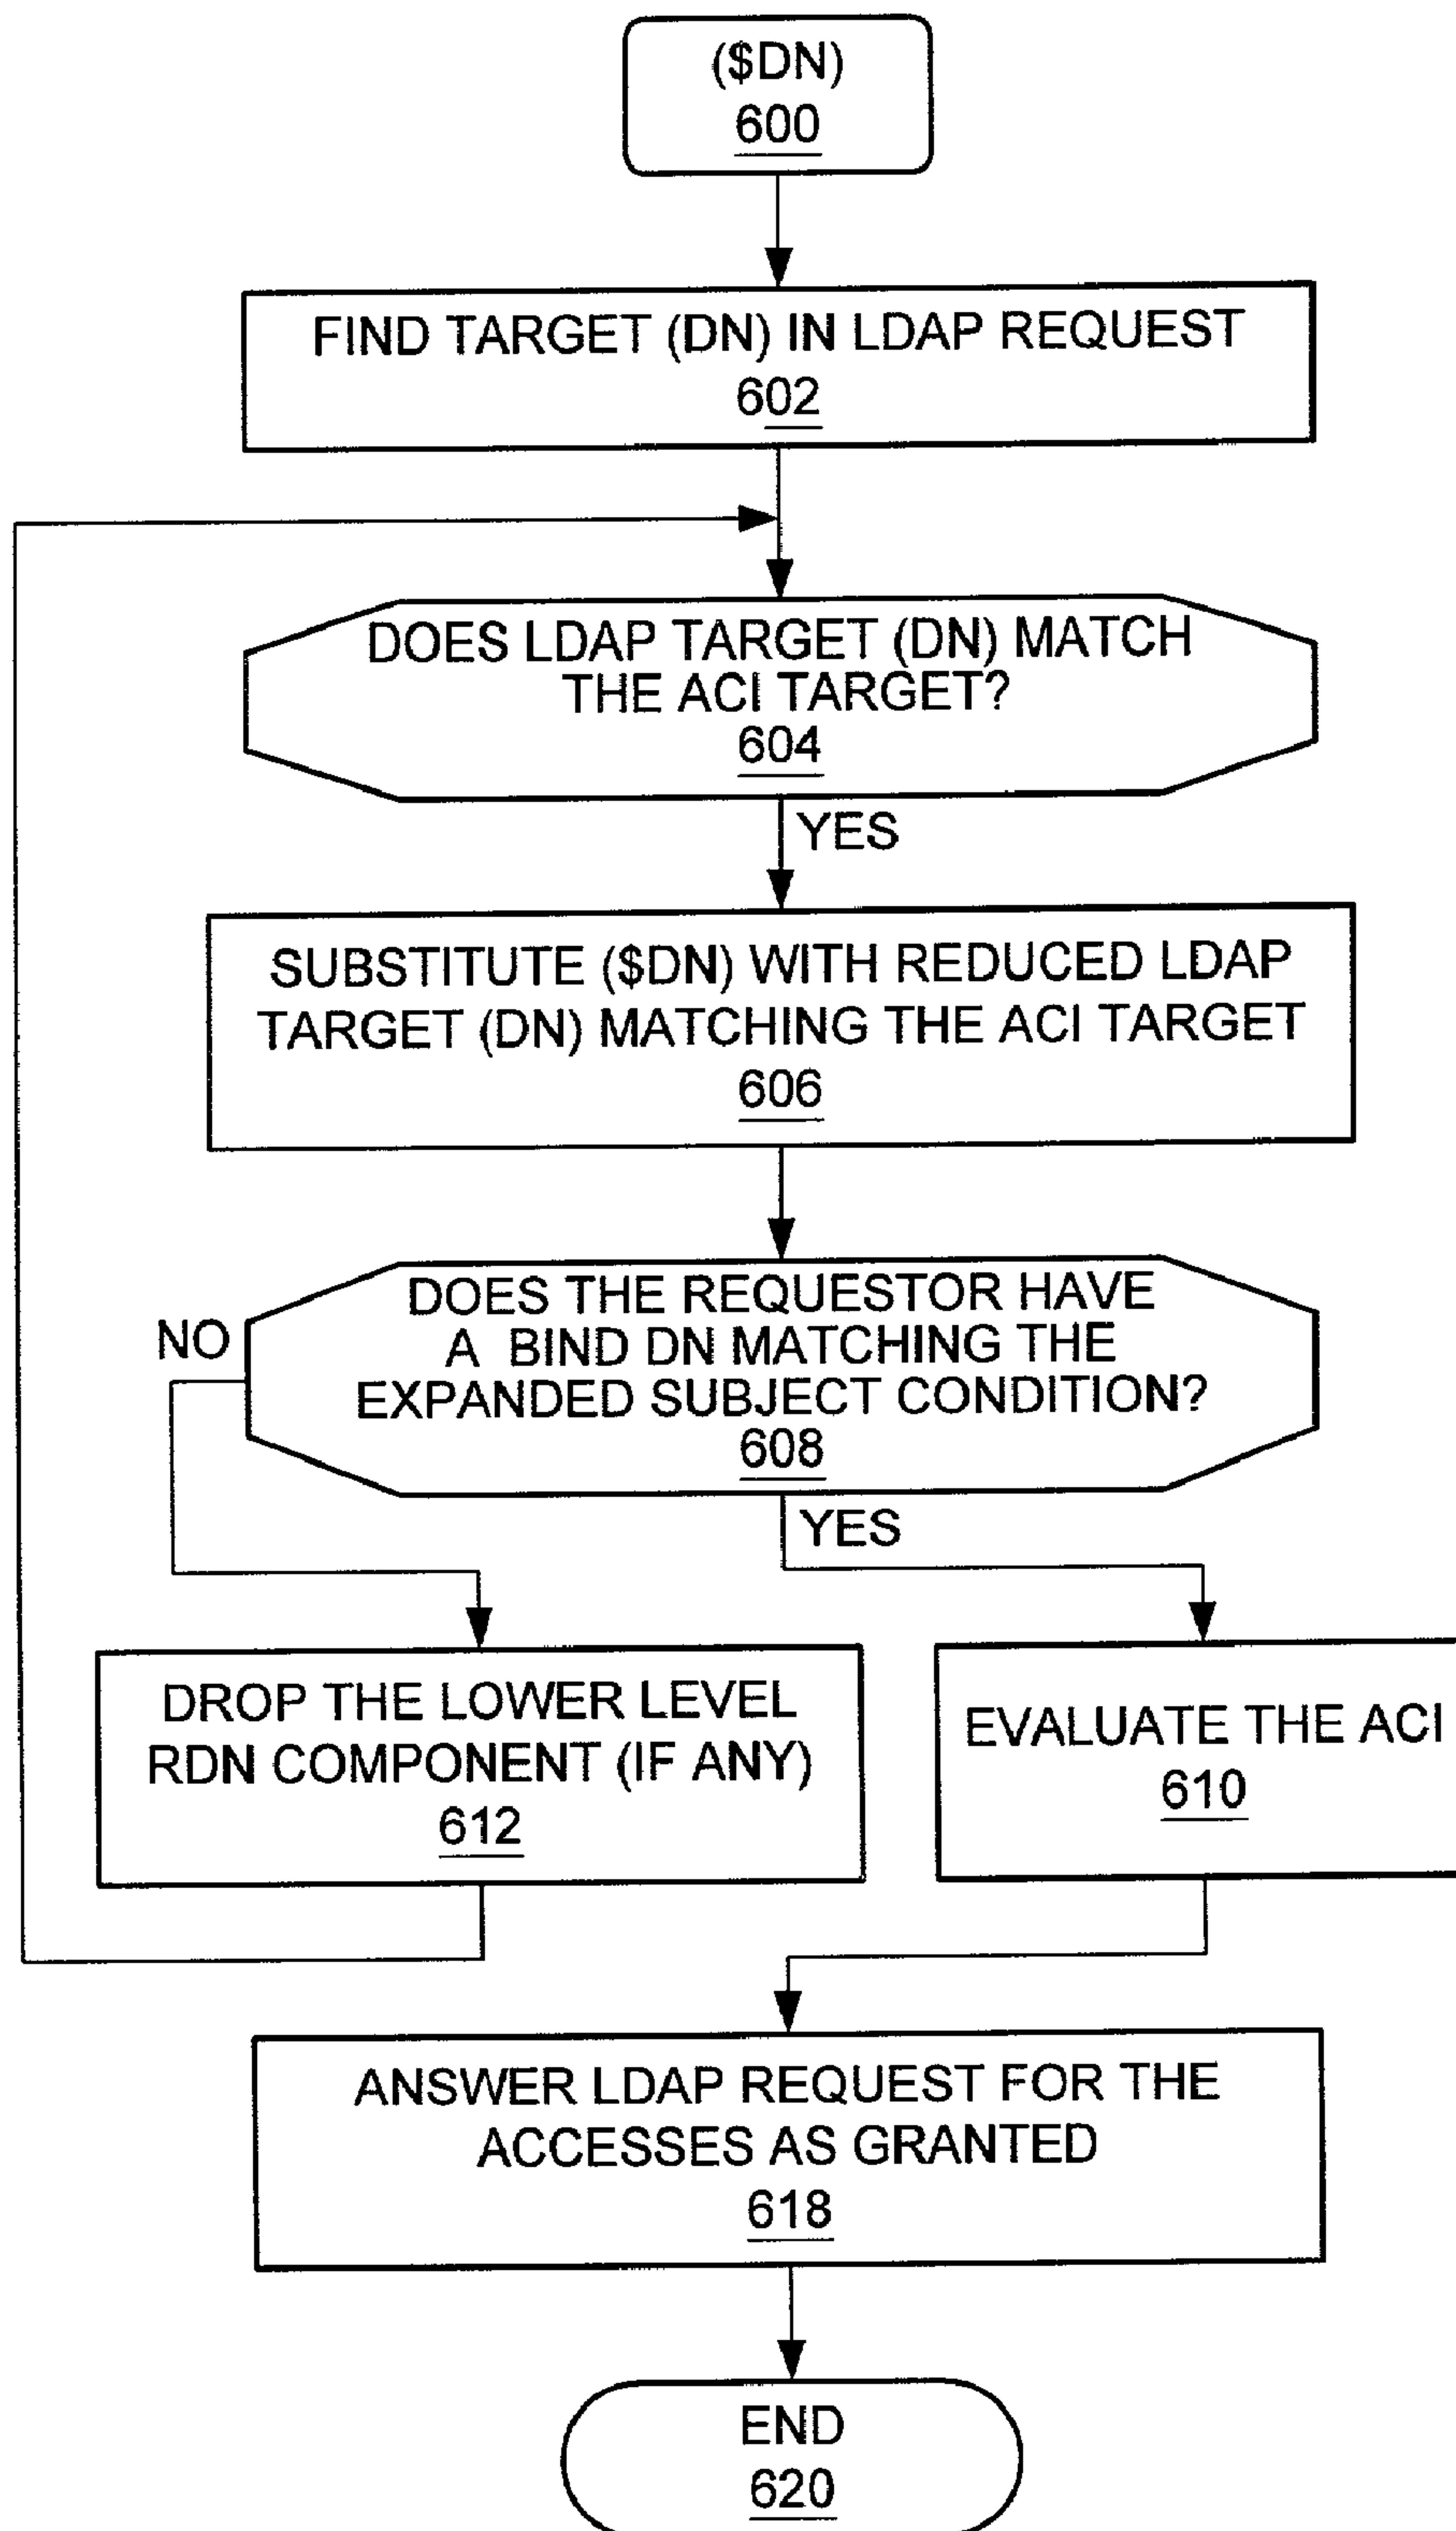 ($DN)
600
FIND TARGET (DN) IN LDAP REQUEST
602
DOES LDAP TARGET (DN) MATCH
THE ACI TARGET?
604
YES
SUBSTITUTE ($DN) WITH REDUCED LDAP
TARGET (DN) MATCHING THE ACI TARGET
606
DOES THE REQUESTOR HAVE
A BIND DN MATCHING THE
EXPANDED SUBJECT CONDITION?
608
NO
YES
DROP THE LOWER LEVEL
RDN COMPONENT (IF ANY)
612
EVALUATE THE ACI
610
ANSWER LDAP REQUEST FOR THE
ACCESSES AS GRANTED
618
END
620